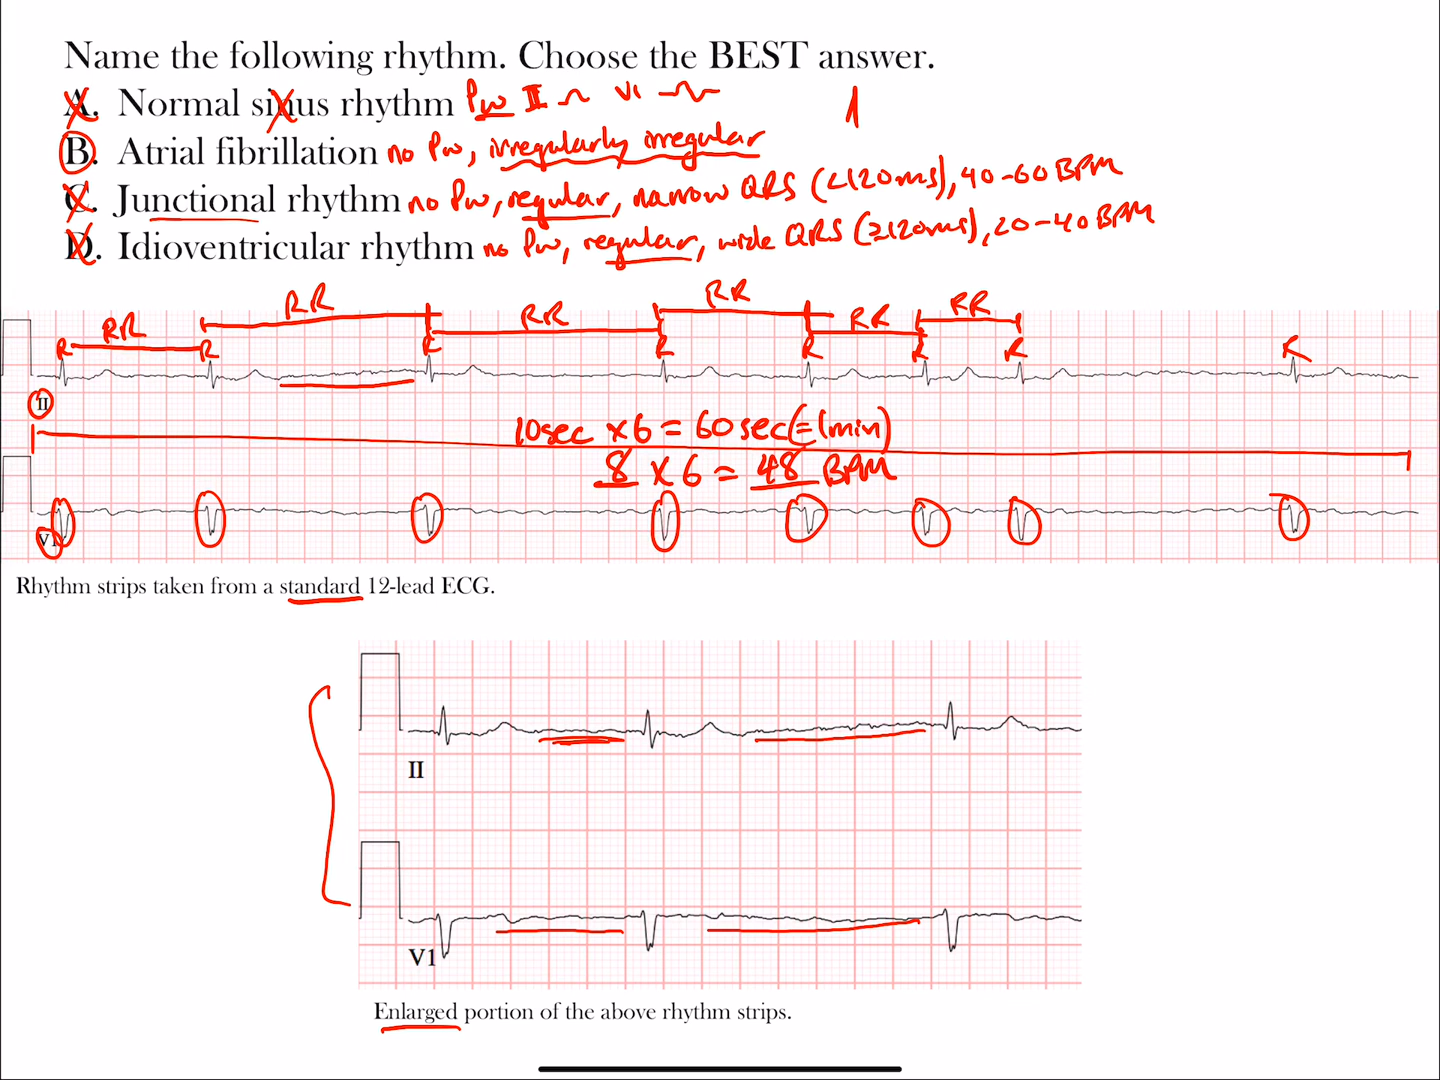 Name the following rhythm. Choose the BEST answer.
A. Normal sinus rhythm Pw II V1
B. Atrial fibrillation no Pw, irregularly irregular
C. Junctional rhythm no Pw, regular, narrow QRS (<120ms), 40-60 BPM
D. Idioventricular rhythm no Pw, regular, wide QRS (≥120ms), 20-40 BPM
RR RR RR RR RR RR
R R R R R R R R
II
10sec x6 = 60sec (=1min)
8 x 6 = 48 BPM
V1
Rhythm strips taken from a standard 12-lead ECG.
II
V1
Enlarged portion of the above rhythm strips.